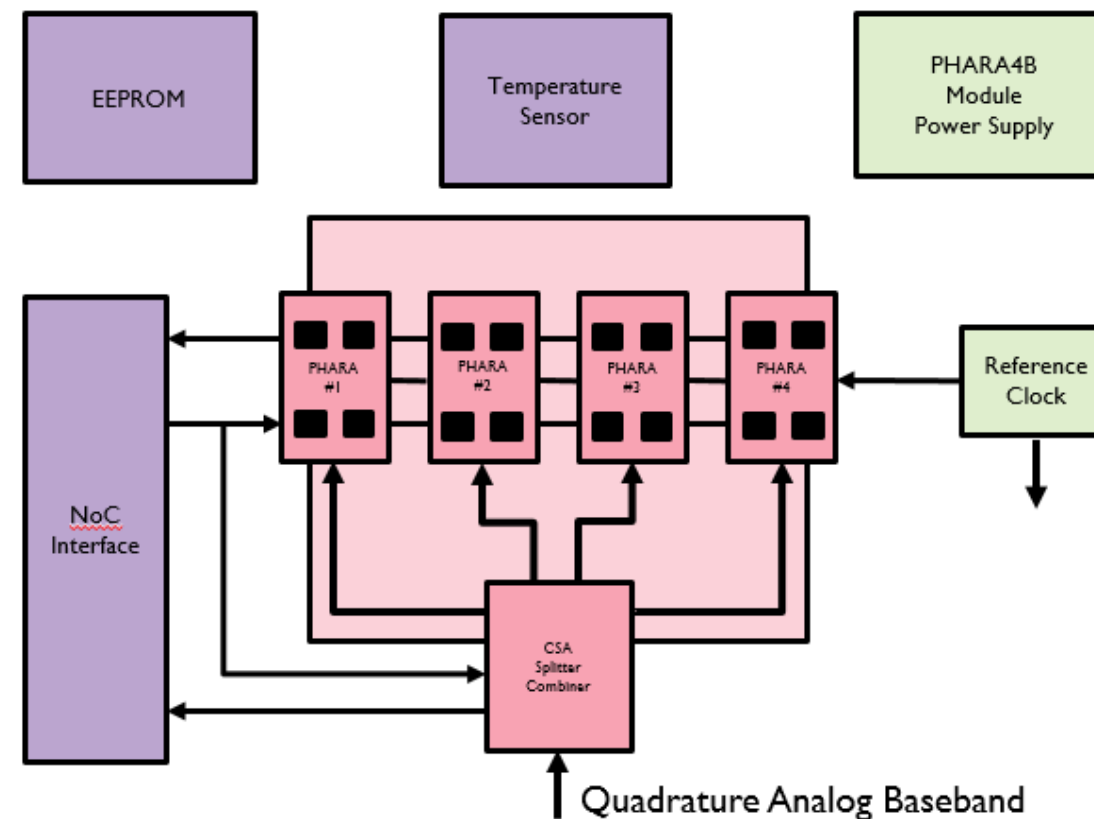 EEPROM
Temperature
Sensor
PHARA4B
Module
Power Supply
PHARA
#1
PHARA
#2
PHARA
#3
PHARA
#4
Reference
Clock
NoC
Interface
CSA
Splitter
Combiner
Quadrature Analog Baseband